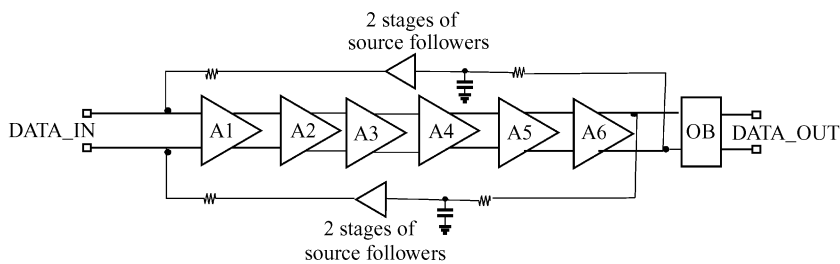 2 stages of
source followers
DATA_IN
A1
A2
A3
A4
A5
A6
OB
DATA_OUT
2 stages of
source followers